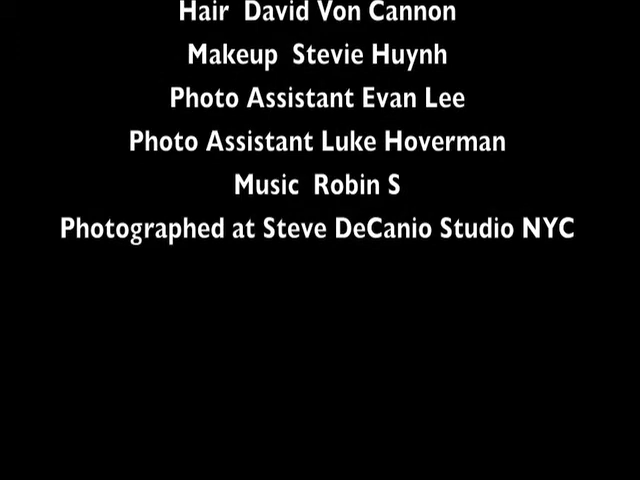 Hair  David Von Cannon
Makeup  Stevie Huynh
Photo Assistant Evan Lee
Photo Assistant Luke Hoverman
Music  Robin S
Photographed at Steve DeCanio Studio NYC